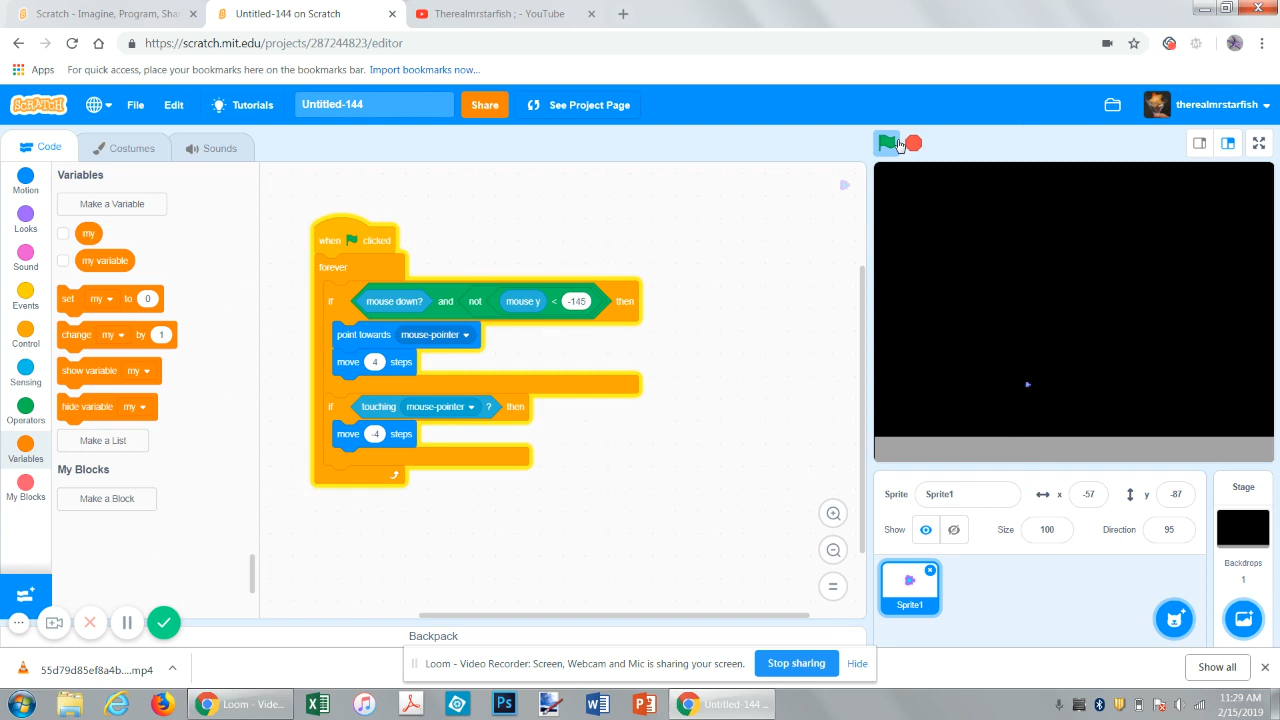 Scratch - Imagine, Program, Sha
Untitled-144 on Scratch
Therealmrstarfish ; - YouTube
https://scratch.mit.edu/projects/287244823/editor
Apps
For quick access, place your bookmarks here on the bookmarks bar. Import bookmarks now...
SCRATCH
File
Edit
Tutorials
Untitled-144
Share
See Project Page
therealmrstarfish
Code
Costumes
Sounds
Motion
Looks
Sound
Events
Control
Sensing
Operators
Variables
My Blocks
Variables
Make a Variable
my
my variable
set my to 0
change my by 1
show variable my
hide variable my
Make a List
My Blocks
Make a Block
when clicked
forever
if mouse down? and not mouse y < -145 then
point towards mouse-pointer
move 4 steps
if touching mouse-pointer ? then
move -4 steps
Sprite
Sprite1
x
-57
y
-87
Show
Size
100
Direction
95
Sprite1
Stage
Backdrops
1
Backpack
Loom - Video Recorder: Screen, Webcam and Mic is sharing your screen.
Stop sharing
Hide
55d79d85ef8a4b....mp4
Show all
Loom - Vide...
Untitled-144 ...
11:29 AM
2/15/2019